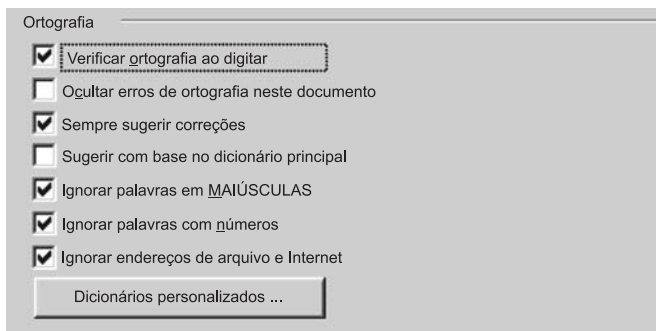 Ortografia
Verificar ortografia ao digitar
Ocultar erros de ortografia neste documento
Sempre sugerir correções
Sugerir com base no dicionário principal
Ignorar palavras em MAIÚSCULAS
Ignorar palavras com números
Ignorar endereços de arquivo e Internet
Dicionários personalizados ...